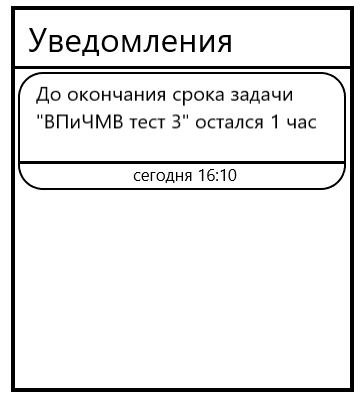 Уведомления
До окончания срока задачи
"ВПиЧМВ тест 3" остался 1 час
сегодня 16:10